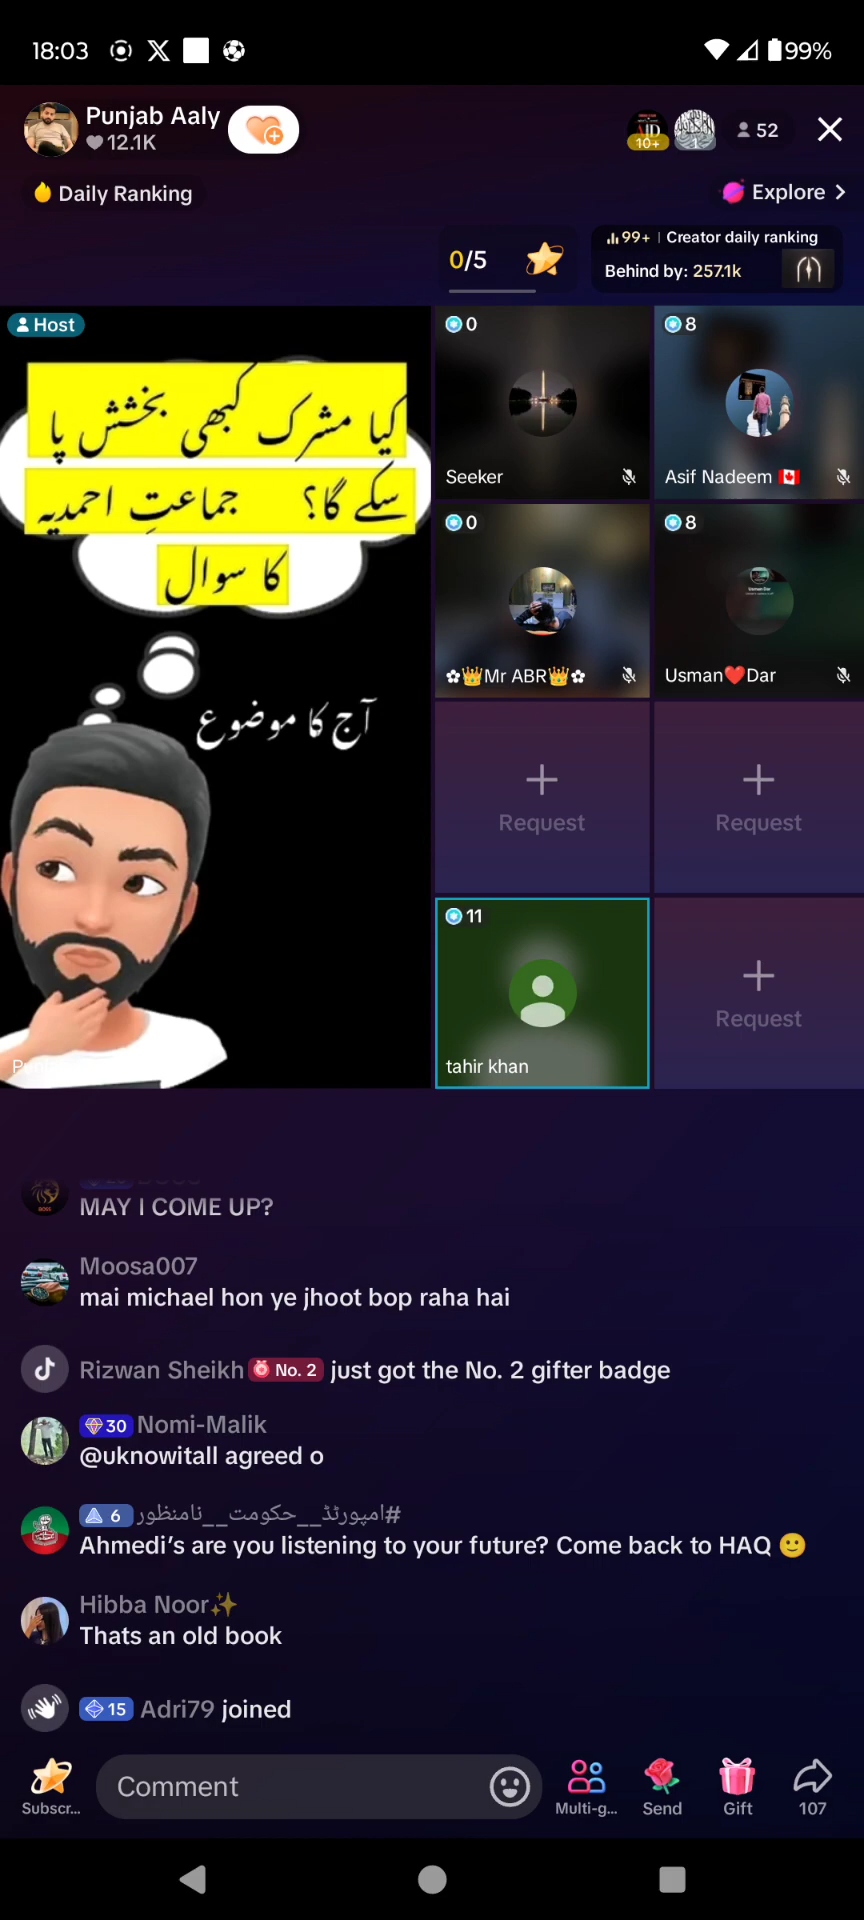 18:03
99%
Punjab Aaly
12.1K
10+
1
52
Daily Ranking
Explore
0/5
99+ | Creator daily ranking
Behind by: 257.1k
Host
کیا مشرک کبھی بخشش پا
سکے گا؟ جماعتِ احمدیہ
کا سوال
آج کا موضوع
0
Seeker
8
Asif Nadeem 🇨🇦
0
✿👑Mr ABR👑✿
8
Usman❤️Dar
Request
Request
11
tahir khan
Request
MAY I COME UP?
Moosa007
mai michael hon ye jhoot bop raha hai
Rizwan Sheikh No. 2 just got the No. 2 gifter badge
30 Nomi-Malik
@uknowitall agreed o
6 #امپورٹڈ__حکومت__نامنظور
Ahmedi’s are you listening to your future? Come back to HAQ 🙂
Hibba Noor✨
Thats an old book
15 Adri79 joined
Subscr...
Comment
Multi-g...
Send
Gift
107